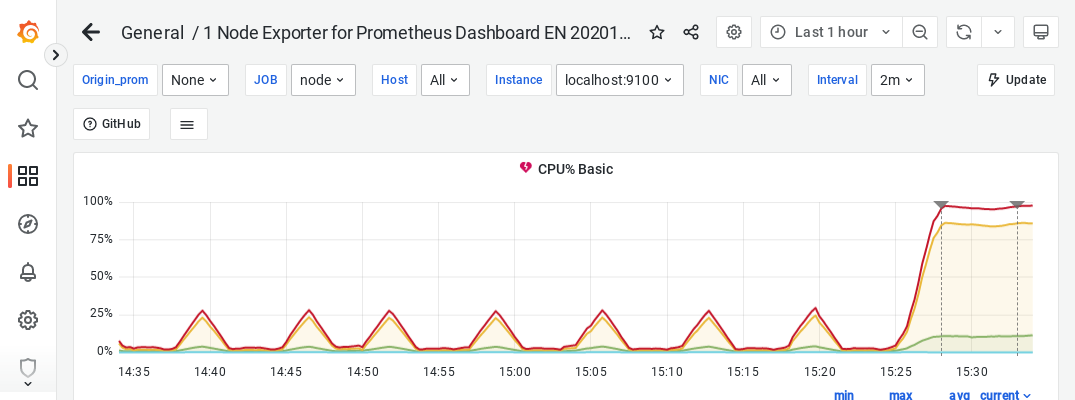 General / 1 Node Exporter for Prometheus Dashboard EN 20201...
Last 1 hour
Origin_prom None JOB node Host All Instance localhost:9100 NIC All Interval 2m Update
GitHub
CPU% Basic
100%
75%
50%
25%
0%
14:35 14:40 14:45 14:50 14:55 15:00 15:05 15:10 15:15 15:20 15:25 15:30
min max avg current